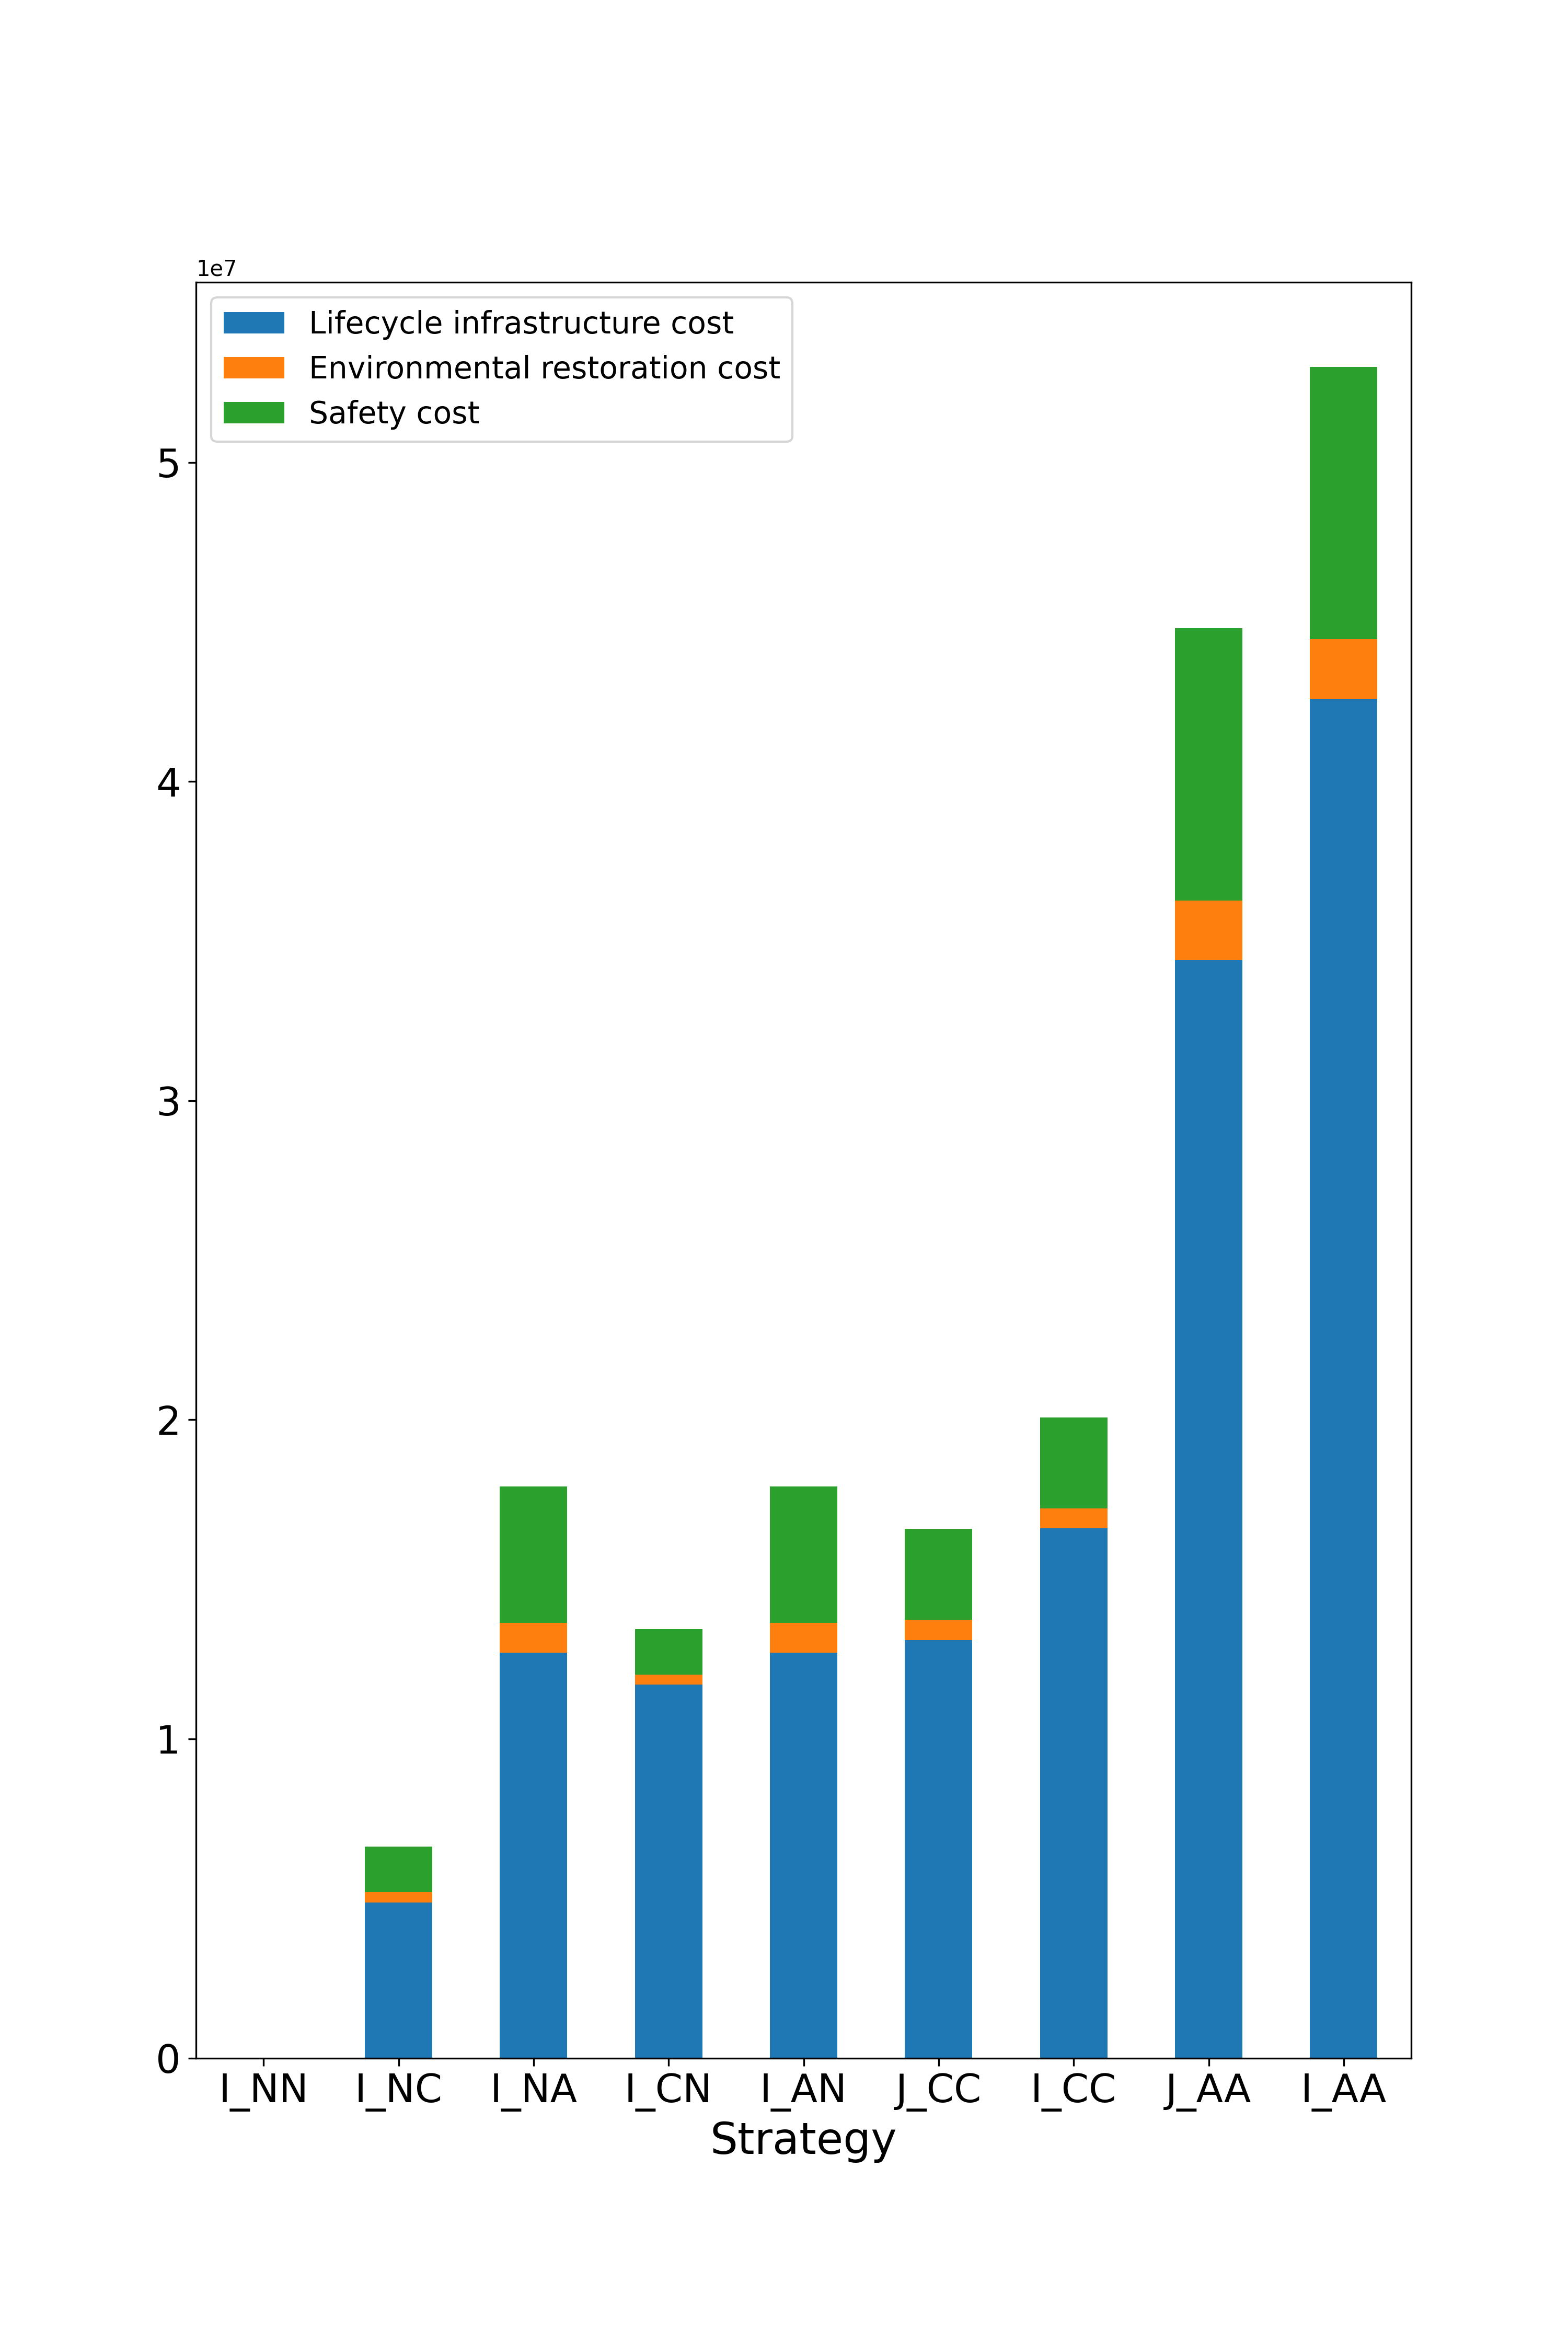 1e7
Lifecycle infrastructure cost
Environmental restoration cost
Safety cost
5
4
3
2
1
0
I_NN I_NC I_NA I_CN I_AN J_CC I_CC J_AA I_AA
Strategy